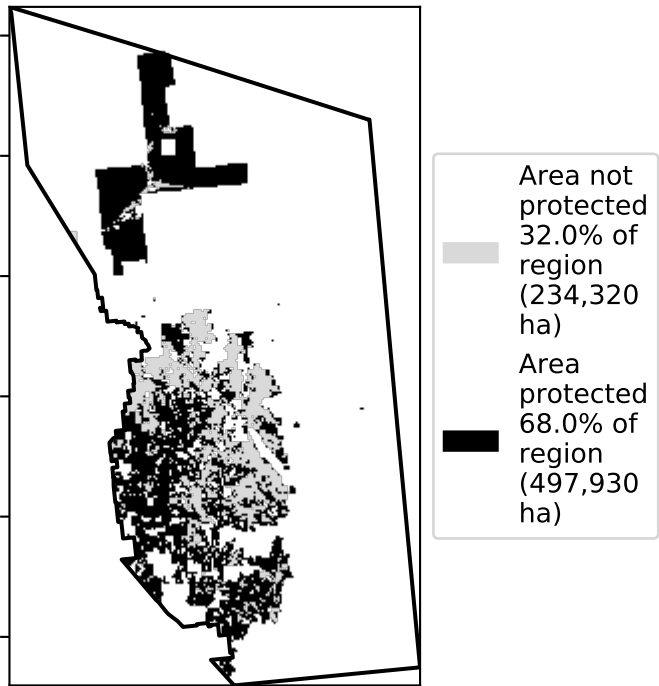 Area not
protected
32.0% of
region
(234,320
ha)
Area
protected
68.0% of
region
(497,930
ha)